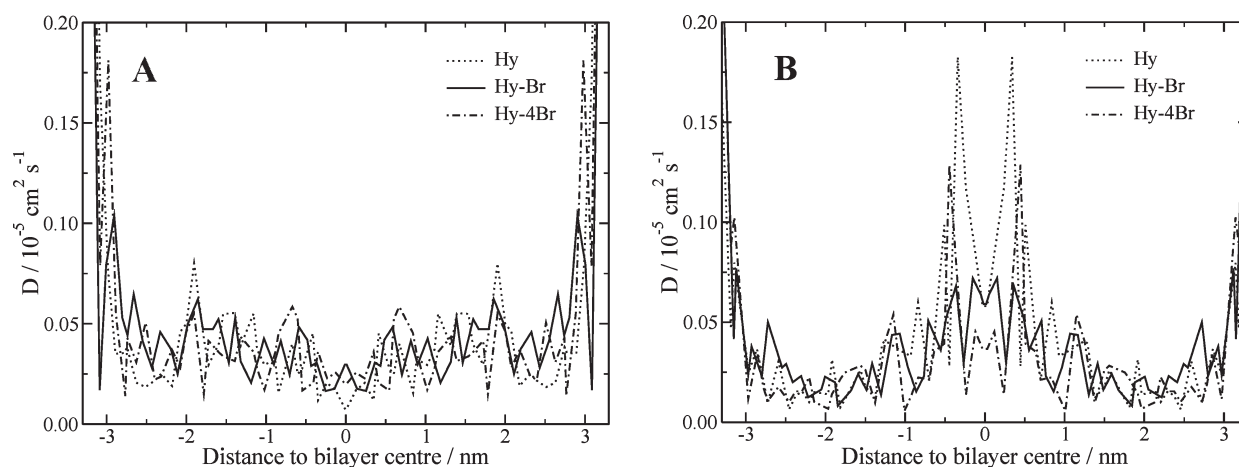 A
Hy
Hy-Br
Hy-4Br
0.20
0.15
0.10
0.05
0.00
D / 10⁻⁵ cm² s⁻¹
-3 -2 -1 0 1 2 3
Distance to bilayer centre / nm
B
Hy
Hy-Br
Hy-4Br
0.20
0.15
0.10
0.05
0.00
D / 10⁻⁵ cm² s⁻¹
-3 -2 -1 0 1 2 3
Distance to bilayer centre / nm